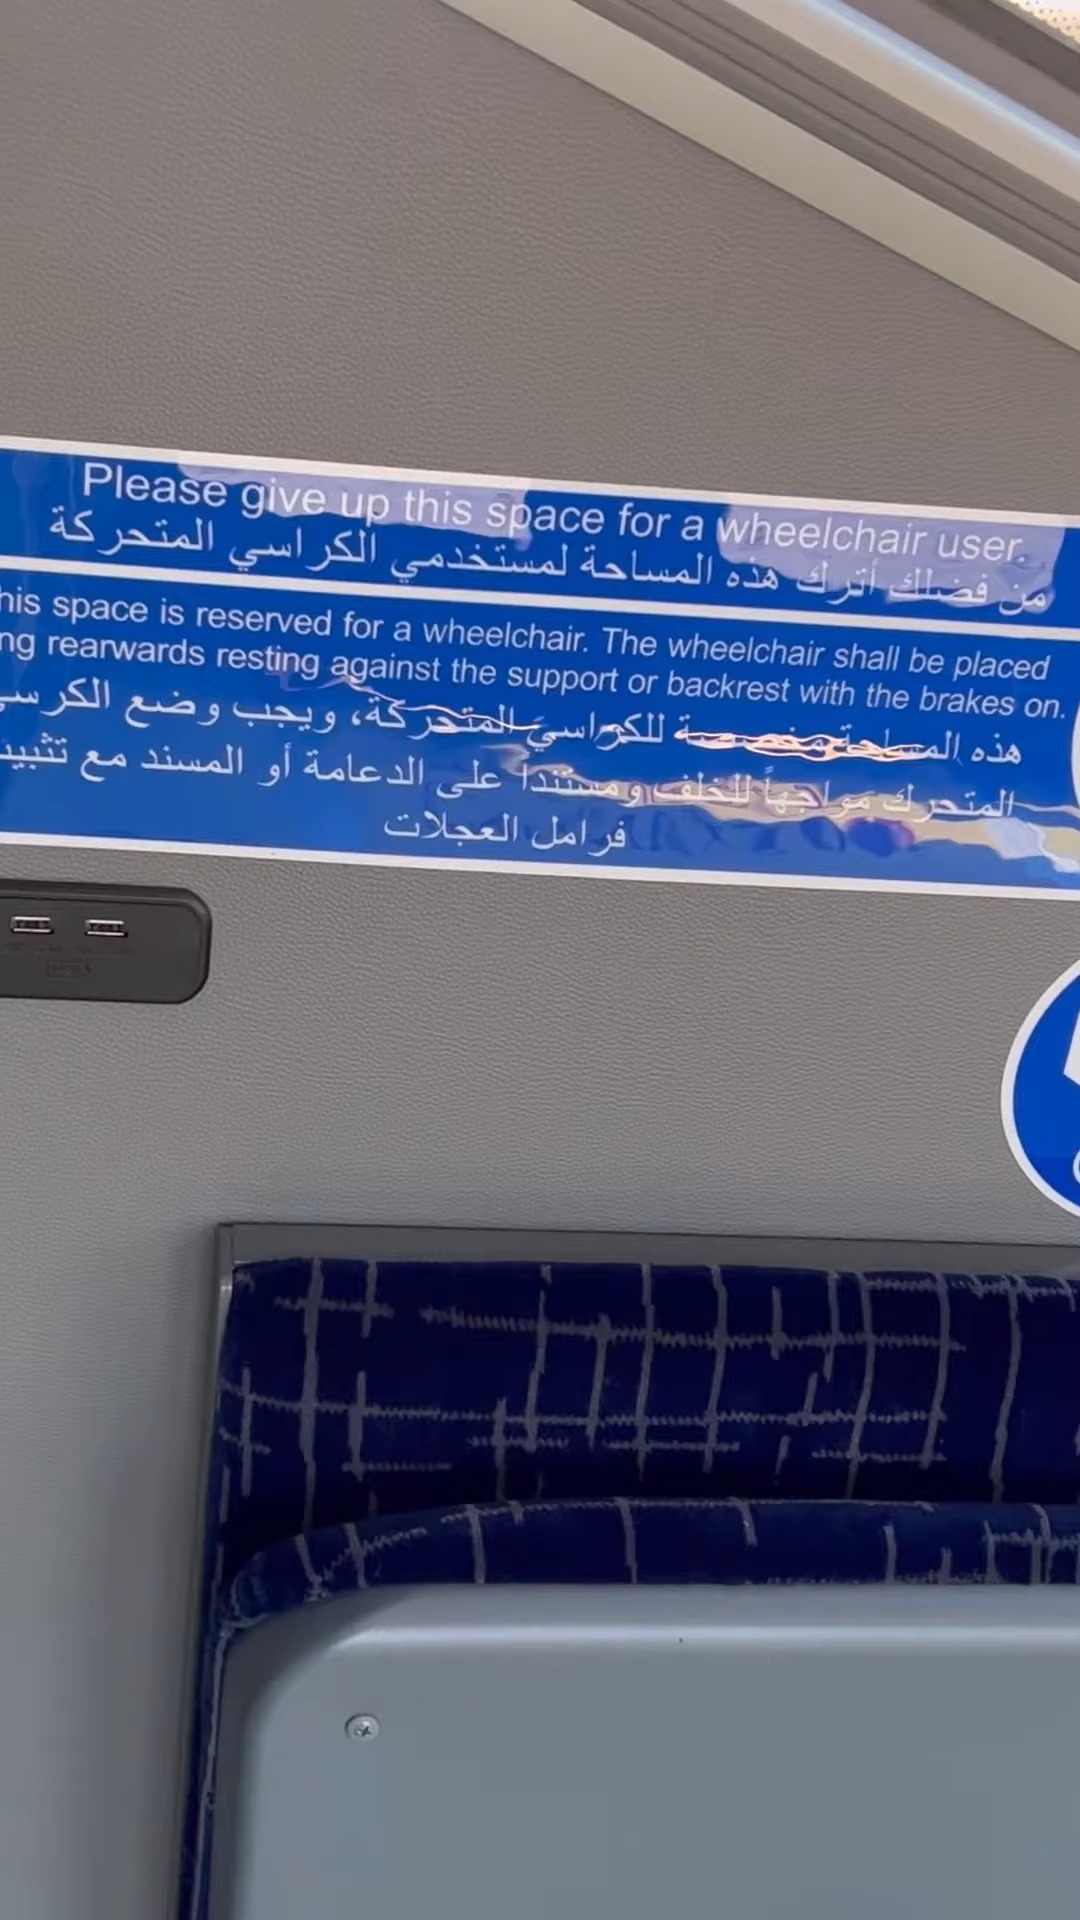 Please give up this space for a wheelchair user.
من فضلك أترك هذه المساحة لمستخدمي الكراسي المتحركة
his space is reserved for a wheelchair. The wheelchair shall be placed
ng rearwards resting against the support or backrest with the brakes on.
هذه المساحة مخصصة للكراسي المتحركة، ويجب وضع الكرسي
المتحرك مواجهاً للخلف ومستنداً على الدعامة أو المسند مع تثبيت
فرامل العجلات